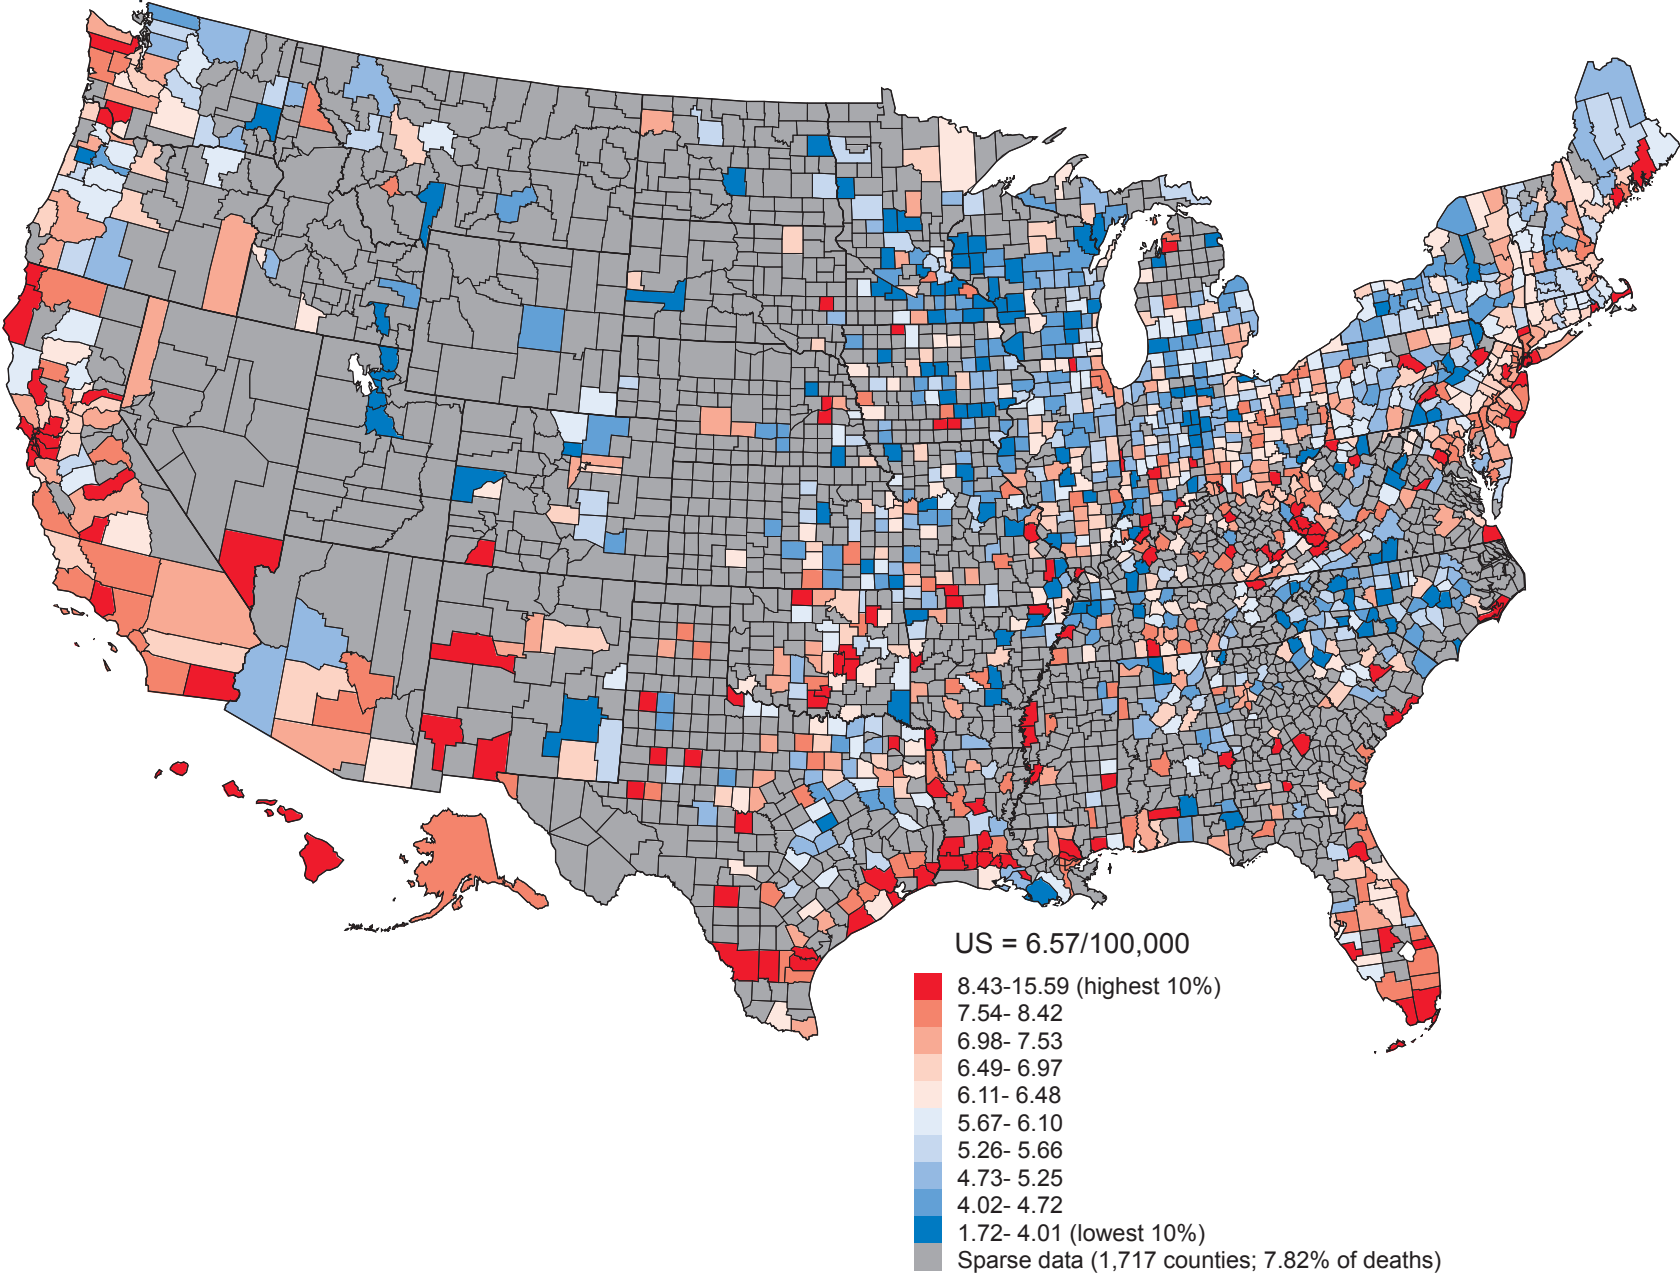 US = 6.57/100,000
8.43-15.59 (highest 10%)
7.54- 8.42
6.98- 7.53
6.49- 6.97
6.11- 6.48
5.67- 6.10
5.26- 5.66
4.73- 5.25
4.02- 4.72
1.72- 4.01 (lowest 10%)
Sparse data (1,717 counties; 7.82% of deaths)